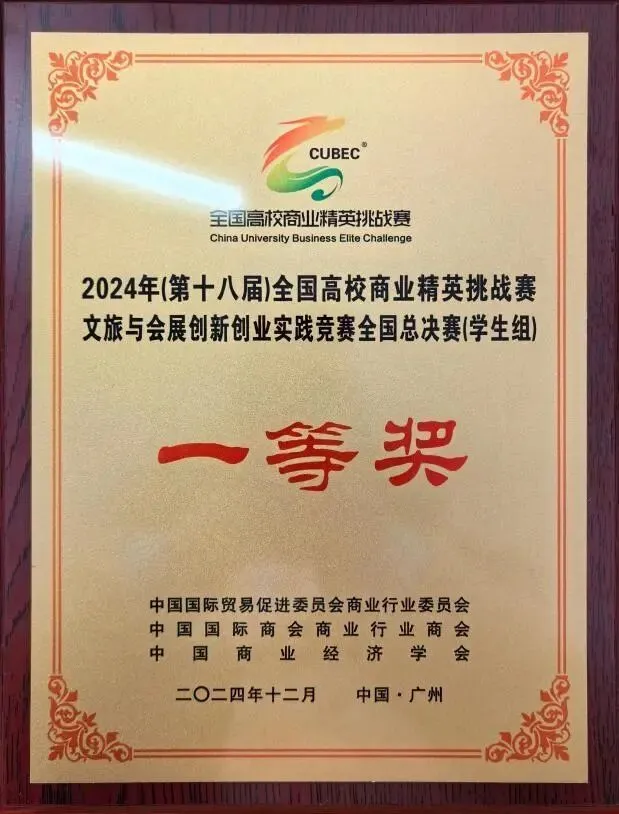 CUBEC®
全国高校商业精英挑战赛
China University Business Elite Challenge
2024年(第十八届)全国高校商业精英挑战赛
文旅与会展创新创业实践竞赛全国总决赛(学生组)
一等奖
中国国际贸易促进委员会商业行业委员会
中国国际商会商业行业商会
中国商业经济学会
二〇二四年十二月 中国·广州